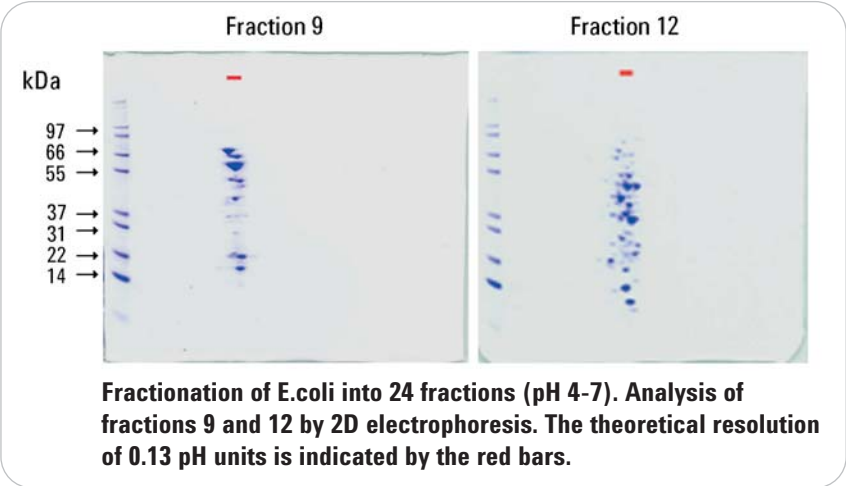 Fraction 9
Fraction 12
kDa
97
66
55
37
31
22
14
Fractionation of E.coli into 24 fractions (pH 4-7). Analysis of
fractions 9 and 12 by 2D electrophoresis. The theoretical resolution
of 0.13 pH units is indicated by the red bars.